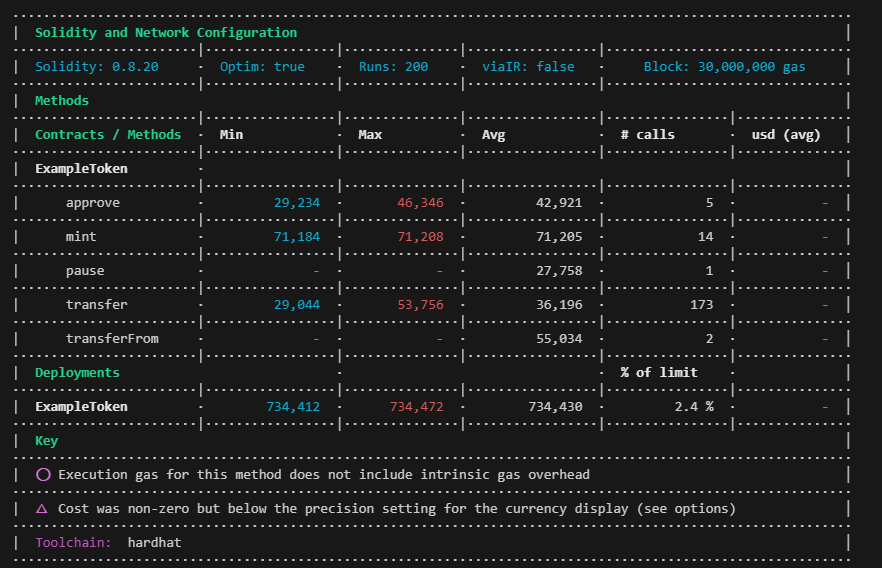 Solidity and Network Configuration
Solidity: 0.8.20 · Optim: true · Runs: 200 · viaIR: false · Block: 30,000,000 gas
Methods
Contracts / Methods · Min · Max · Avg · # calls · usd (avg)
ExampleToken ·
approve · 29,234 · 46,346 · 42,921 · 5 · -
mint · 71,184 · 71,208 · 71,205 · 14 · -
pause · - · - · 27,758 · 1 · -
transfer · 29,044 · 53,756 · 36,196 · 173 · -
transferFrom · - · - · 55,034 · 2 · -
Deployments · · % of limit ·
ExampleToken · 734,412 · 734,472 · 734,430 · 2.4 % · -
Key
◯ Execution gas for this method does not include intrinsic gas overhead
△ Cost was non-zero but below the precision setting for the currency display (see options)
Toolchain: hardhat